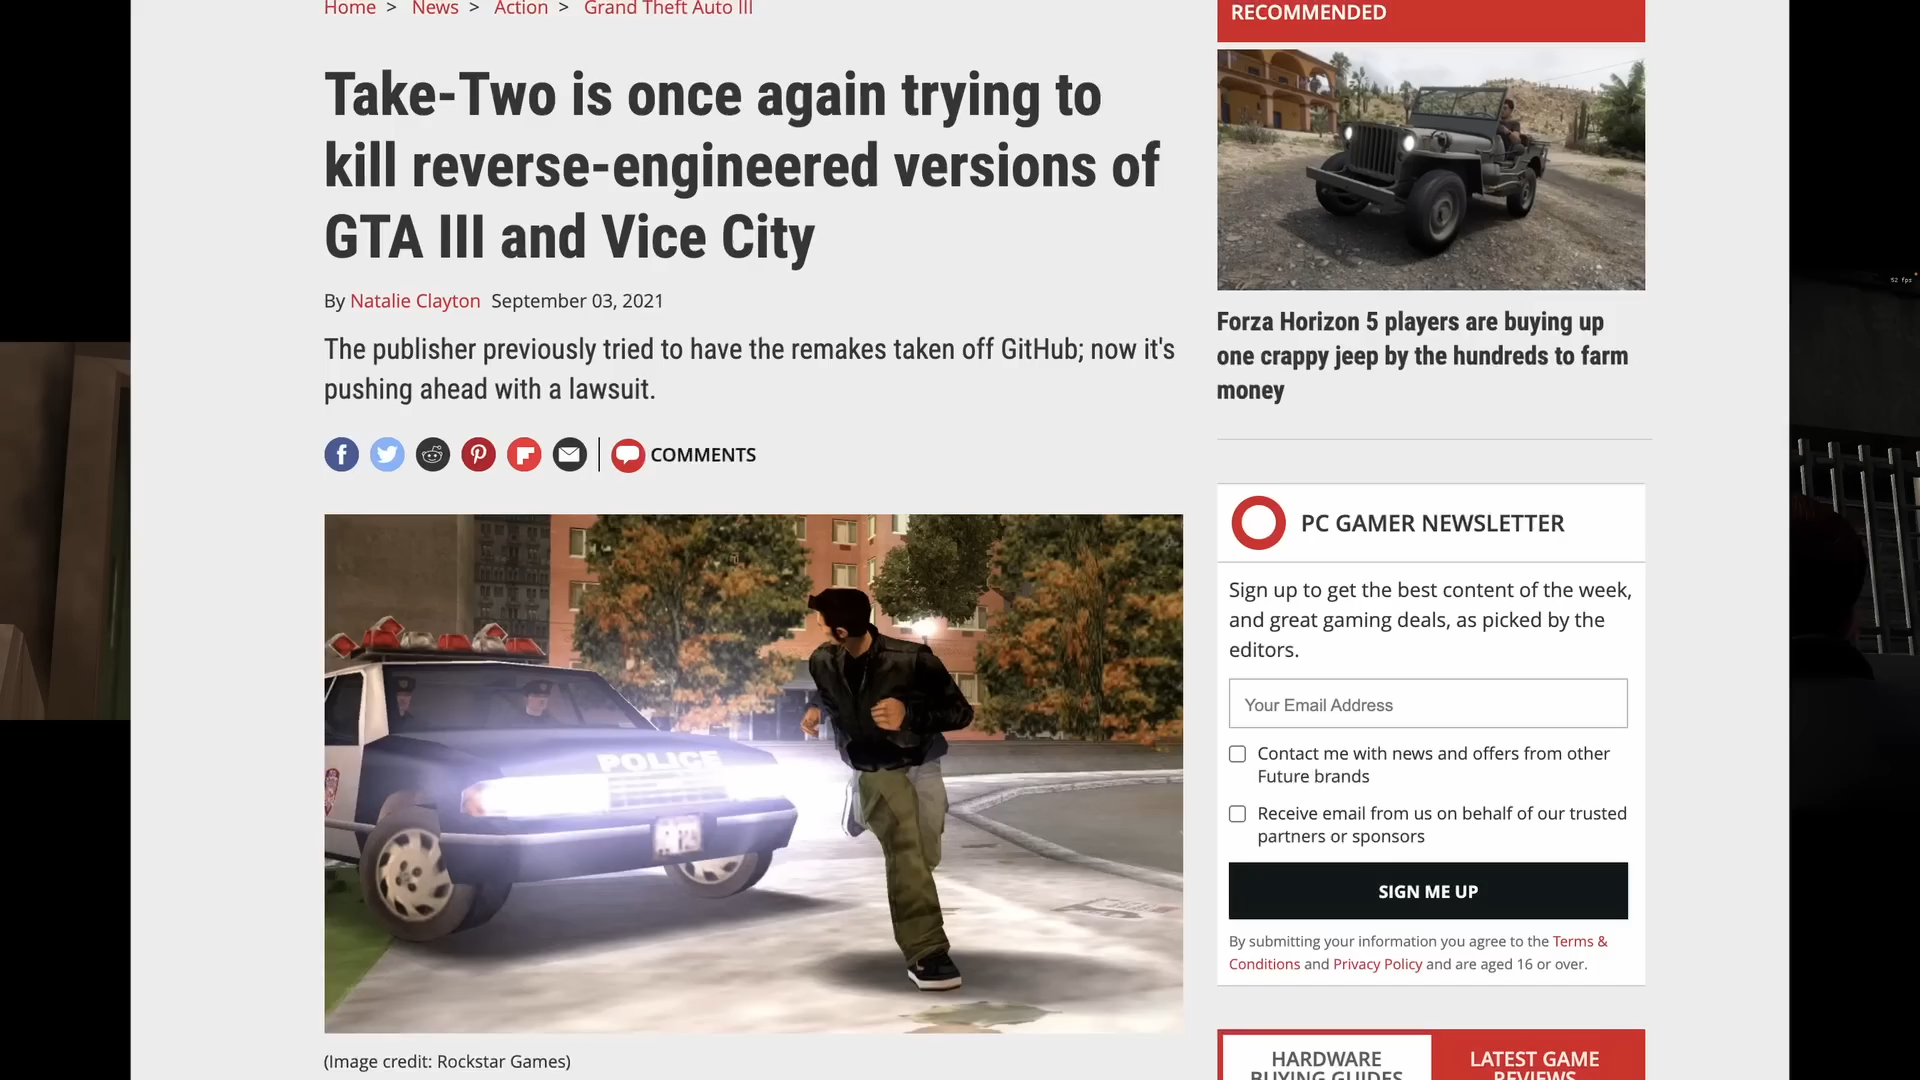 Home > News > Action > Grand Theft Auto III
Take-Two is once again trying to
kill reverse-engineered versions of
GTA III and Vice City
By Natalie Clayton September 03, 2021
The publisher previously tried to have the remakes taken off GitHub; now it's
pushing ahead with a lawsuit.
COMMENTS
POLICE
(Image credit: Rockstar Games)
RECOMMENDED
Forza Horizon 5 players are buying up
one crappy jeep by the hundreds to farm
money
PC GAMER NEWSLETTER
Sign up to get the best content of the week,
and great gaming deals, as picked by the
editors.
Your Email Address
Contact me with news and offers from other
Future brands
Receive email from us on behalf of our trusted
partners or sponsors
SIGN ME UP
By submitting your information you agree to the Terms &
Conditions and Privacy Policy and are aged 16 or over.
HARDWARE
BUYING GUIDES
LATEST GAME
REVIEWS
52 fps